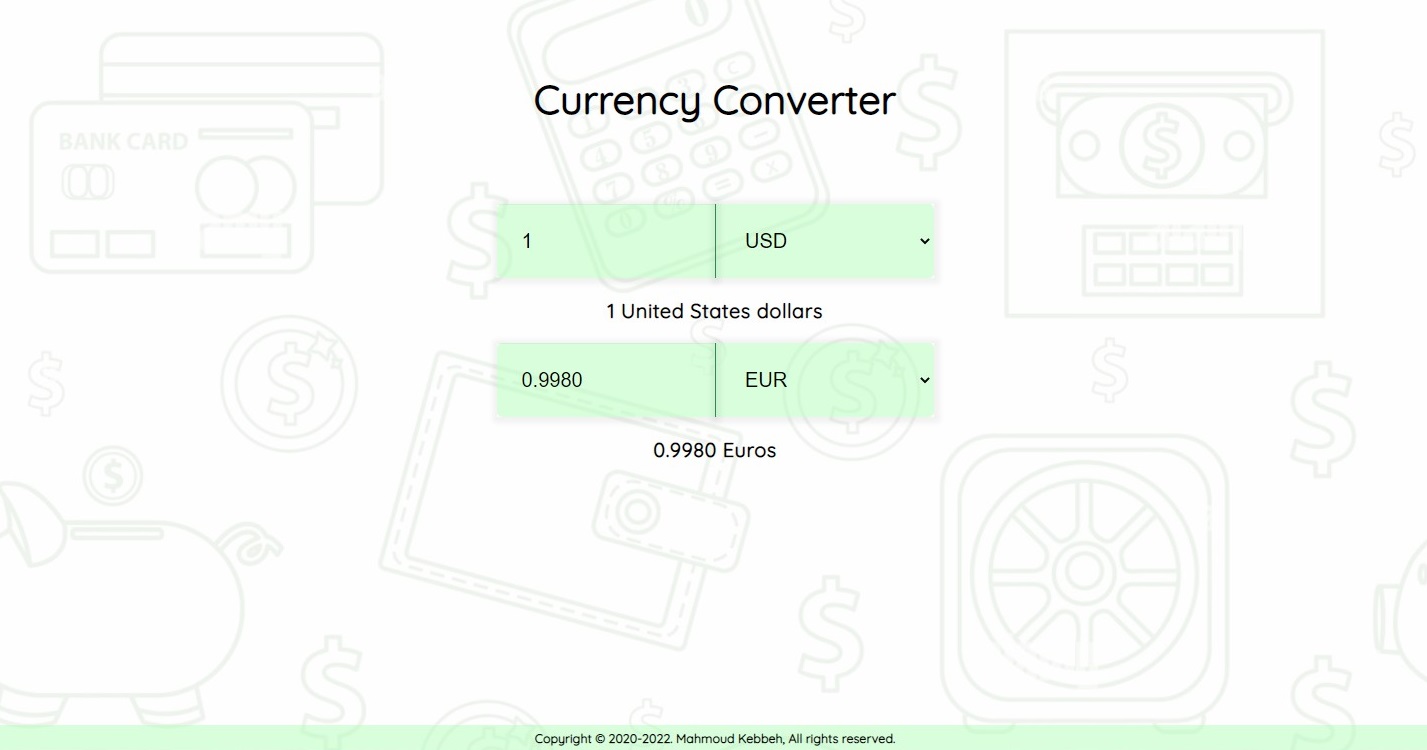 Currency Converter
BANK CARD
1 USD
1 United States dollars
0.9980 EUR
0.9980 Euros
Copyright © 2020-2022. Mahmoud Kebbeh, All rights reserved.